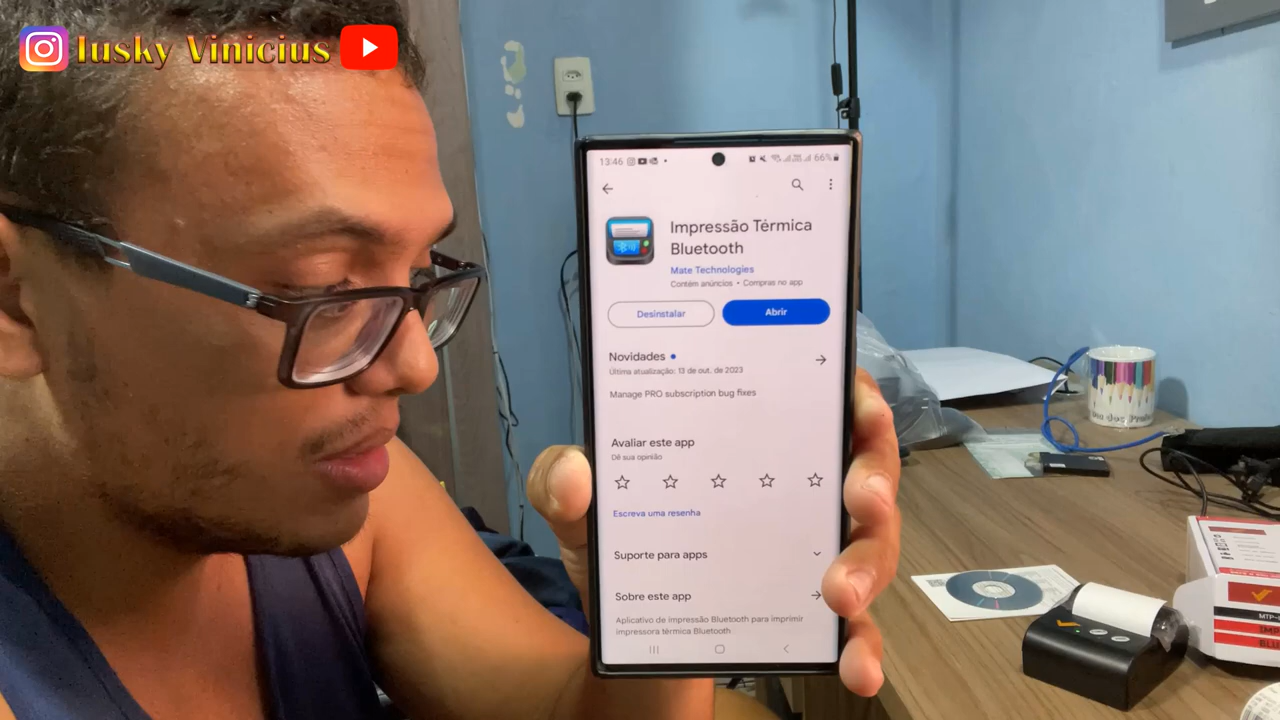 Iusky Vinicius
13:46
66%
Impressão Térmica
Bluetooth
Mate Technologies
Contém anúncios • Compras no app
Desinstalar
Abrir
Novidades
Última atualização: 13 de out. de 2023
Manage PRO subscription bug fixes
Avaliar este app
Dê sua opinião
Escreva uma resenha
Suporte para apps
Sobre este app
Aplicativo de impressão Bluetooth para imprimir
impressora térmica Bluetooth
MTP-